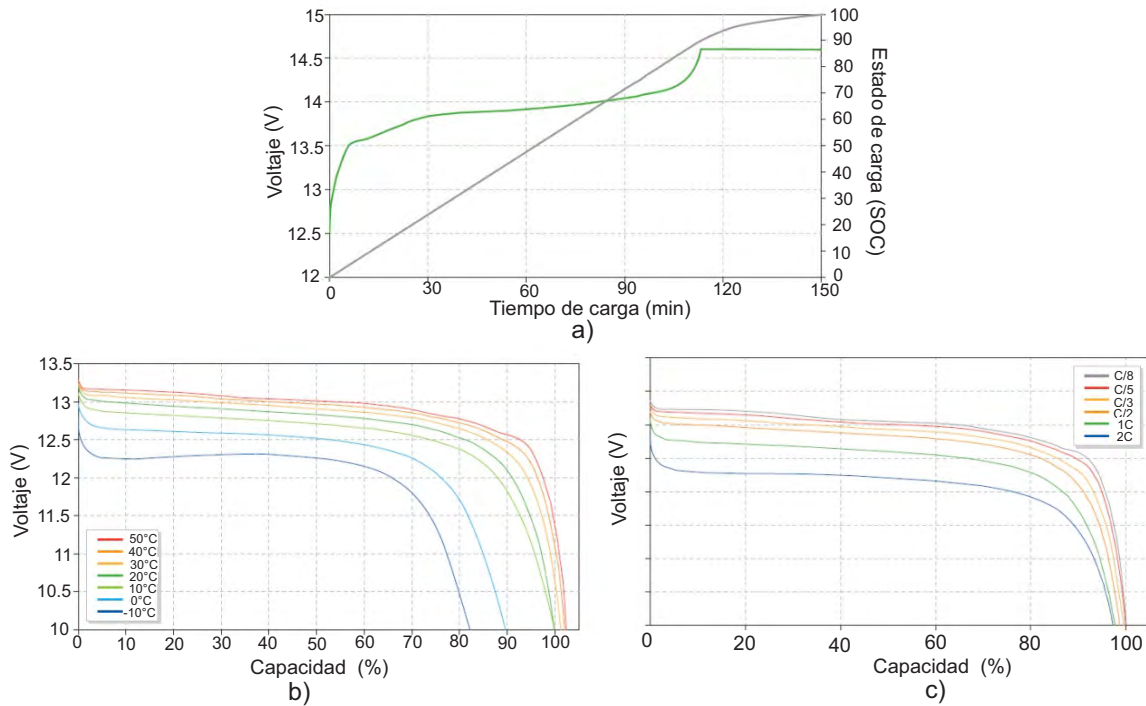 15
14.5
14
13.5
13
12.5
12
Voltaje (V)
100
90
80
70
60
50
40
30
20
10
0
Estado de carga (SOC)
0 30 60 90 120 150
Tiempo de carga (min)
a)
13.5
13
12.5
12
11.5
11
10.5
10
Voltaje (V)
50°C
40°C
30°C
20°C
10°C
0°C
-10°C
0 10 20 30 40 50 60 70 80 90 100
Capacidad (%)
b)
Voltaje (V)
C/8
C/5
C/3
C/2
1C
2C
0 20 40 60 80 100
Capacidad (%)
c)